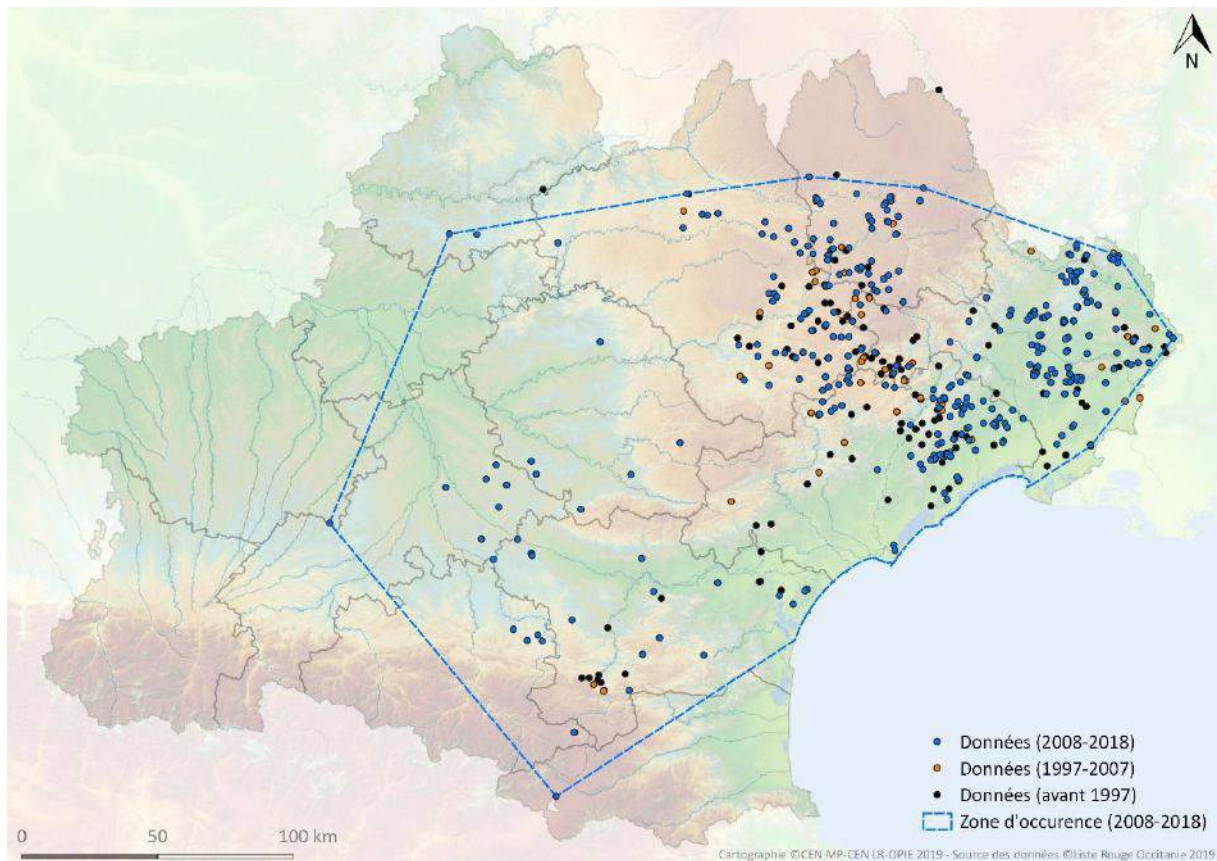 N
Données (2008-2018)
Données (1997-2007)
Données (avant 1997)
Zone d'occurence (2008-2018)
0 50 100 km
Cartographie ©CEN MP-CEN LR-OPIE 2019 - Source des données ©Liste Rouge Occitanie 2019